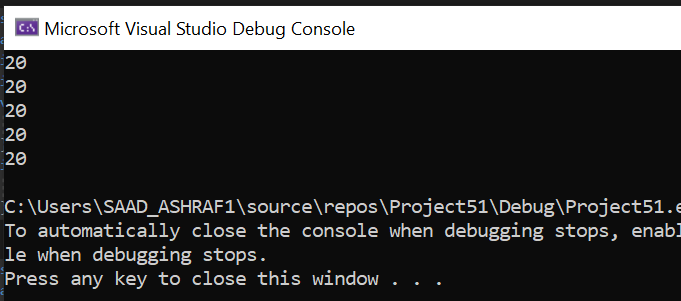 C:\ Microsoft Visual Studio Debug Console
20
20
20
20
20
C:\Users\SAAD_ASHRAF1\source\repos\Project51\Debug\Project51.e
To automatically close the console when debugging stops, enabl
le when debugging stops.
Press any key to close this window . . .